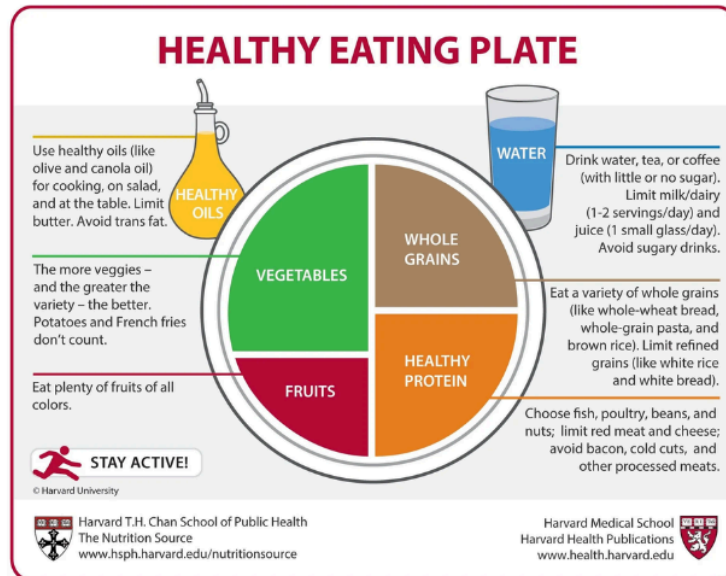 HEALTHY EATING PLATE
Use healthy oils (like
olive and canola oil)
for cooking, on salad,
and at the table. Limit
butter. Avoid trans fat.
HEALTHY
OILS
WATER
Drink water, tea, or coffee
(with little or no sugar).
Limit milk/dairy
(1-2 servings/day) and
juice (1 small glass/day).
Avoid sugary drinks.
The more veggies –
and the greater the
variety – the better.
Potatoes and French fries
don't count.
VEGETABLES
WHOLE
GRAINS
Eat a variety of whole grains
(like whole-wheat bread,
whole-grain pasta, and
brown rice). Limit refined
grains (like white rice
and white bread).
Eat plenty of fruits of all
colors.
FRUITS
HEALTHY
PROTEIN
Choose fish, poultry, beans, and
nuts; limit red meat and cheese;
avoid bacon, cold cuts, and
other processed meats.
STAY ACTIVE!
© Harvard University
Harvard T.H. Chan School of Public Health
The Nutrition Source
www.hsph.harvard.edu/nutritionsource
Harvard Medical School
Harvard Health Publications
www.health.harvard.edu